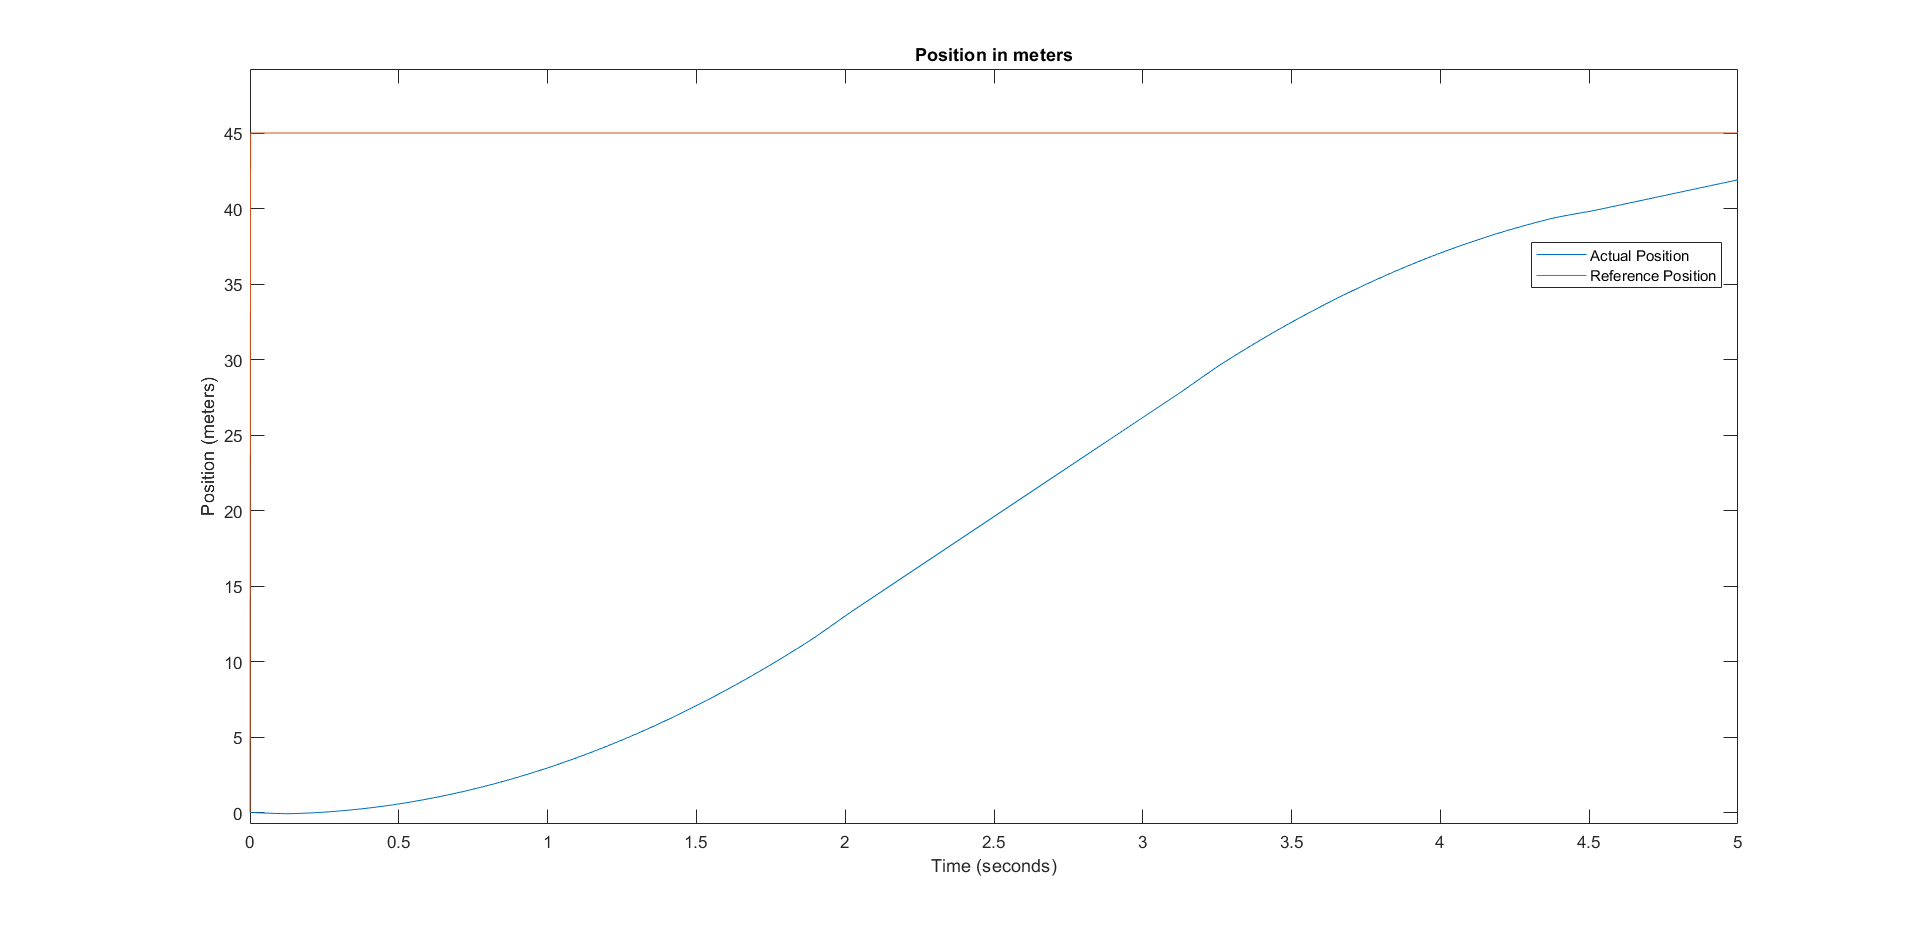 Position in meters
45
40
35
30
25
20
15
10
5
0
Position (meters)
Actual Position
Reference Position
0 0.5 1 1.5 2 2.5 3 3.5 4 4.5 5
Time (seconds)